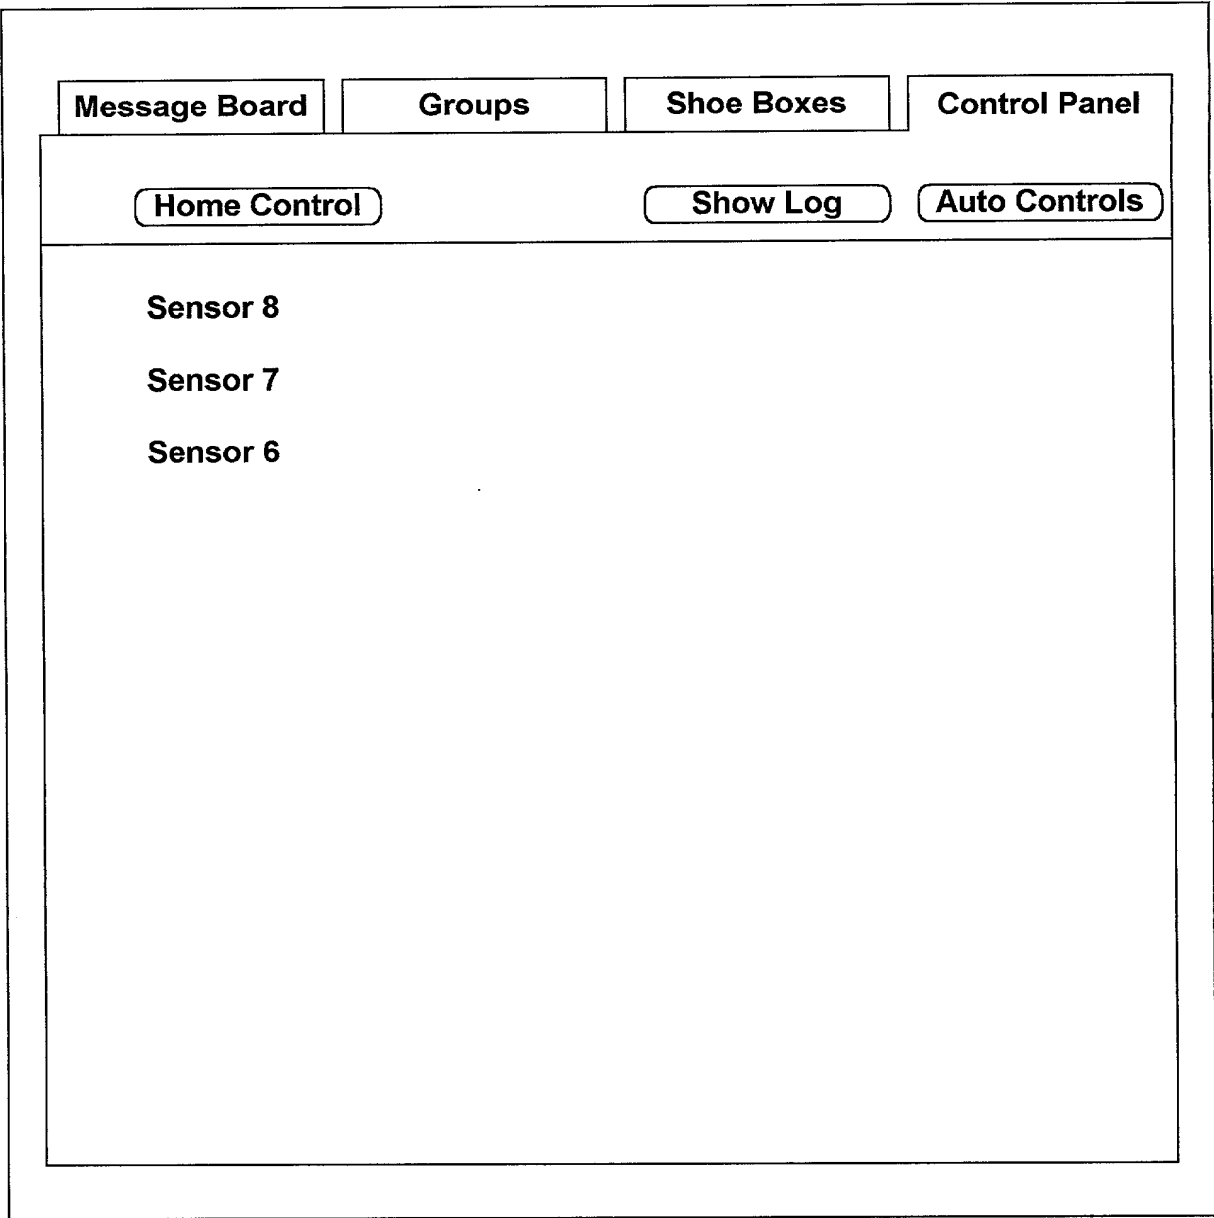 Message Board Groups Shoe Boxes Control Panel
Home Control Show Log Auto Controls
Sensor 8
Sensor 7
Sensor 6